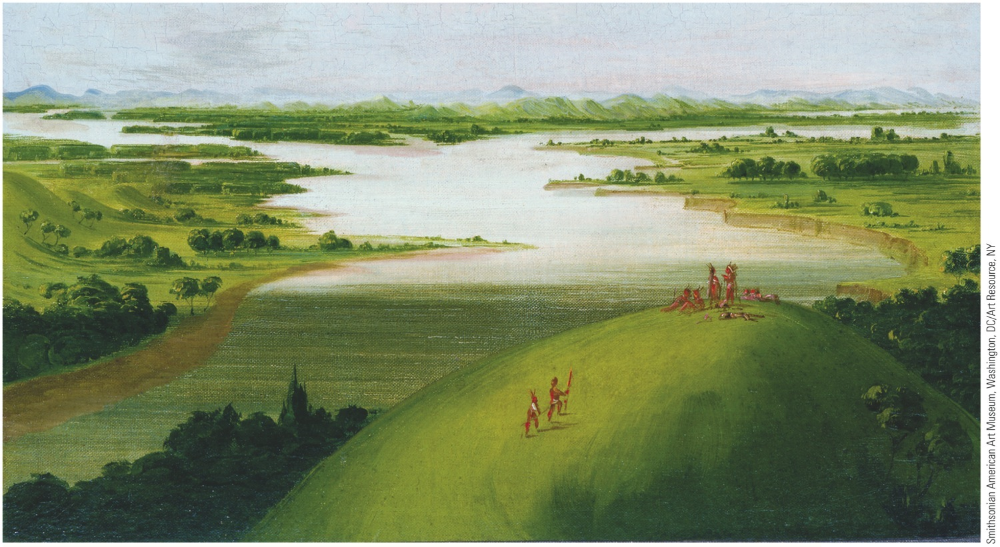 Smithsonian American Art Museum, Washington, DC/Art Resource, NY